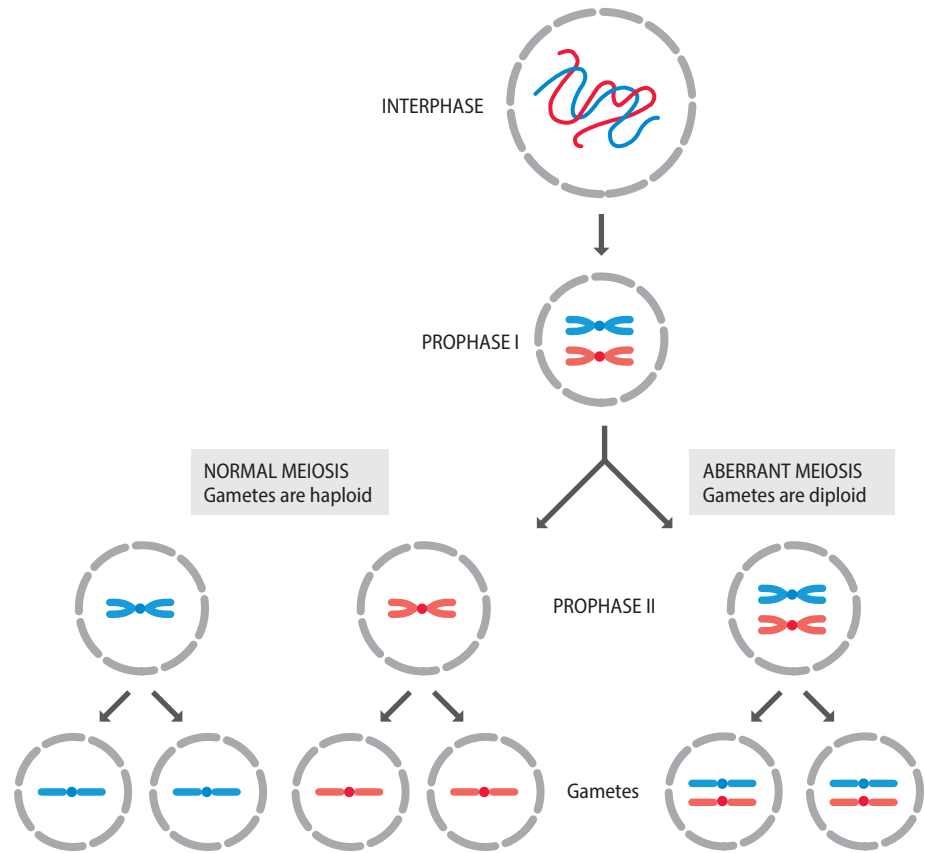 INTERPHASE
PROPHASE I
NORMAL MEIOSIS
Gametes are haploid
ABERRANT MEIOSIS
Gametes are diploid
PROPHASE II
Gametes